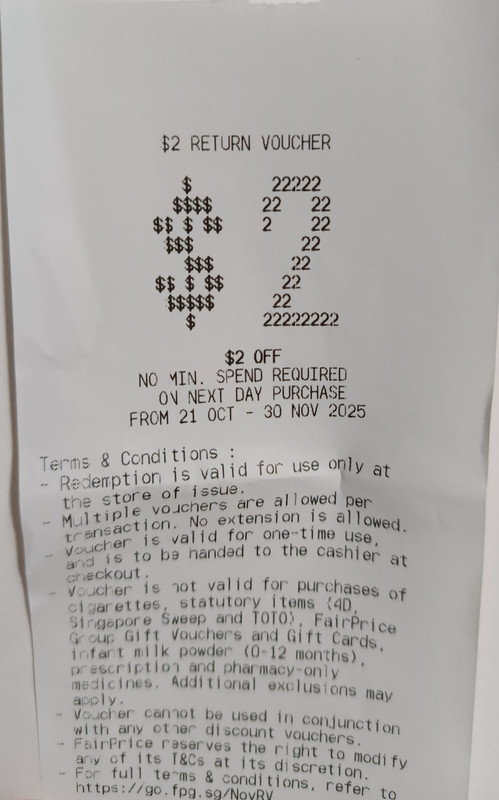 $2 RETURN VOUCHER
$ 22222
$$$$ 22 22
$$ $ $$ 2 22
$$$ 22
$$$ 22
$$ $ $$ 22
$$$$$ 22
$ 22222222
$2 OFF
NO MIN. SPEND REQUIRED
ON NEXT DAY PURCHASE
FROM 21 OCT - 30 NOV 2025
Terms & Conditions :
- Redemption is valid for use only at
the store of issue.
- Multiple vouchers are allowed per
transaction. No extension is allowed.
- Voucher is valid for one-time use,
and is to be handed to the cashier at
checkout.
- Voucher is not valid for purchases of
cigarettes, statutory items (4D,
Singapore Sweep and TOTO), FairPrice
Group Gift Vouchers and Gift Cards,
infant milk powder (0-12 months),
prescription and pharmacy-only
medicines. Additional exclusions may
apply.
- Voucher cannot be used in conjunction
with any other discount vouchers.
- FairPrice reserves the right to modify
any of its T&Cs at its discretion.
- For full terms & conditions, refer to
https://go.fpg.sg/NovRV